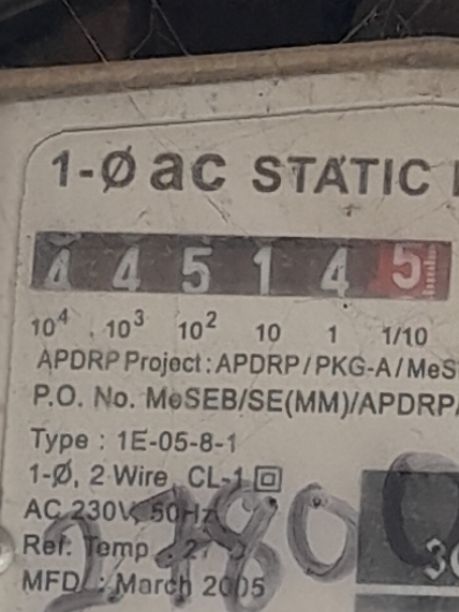 1-Ø ac STATIC
4 4 5 1 4 5
10⁴ 10³ 10² 10 1 1/10
APDRP Project : APDRP/PKG-A/MeS
P.O. No. MeSEB/SE(MM)/APDRP/
Type : 1E-05-8-1
1-Ø, 2 Wire CL-1
AC 230V, 50Hz
Ref. Temp : 27
MFD : March 2005
2780